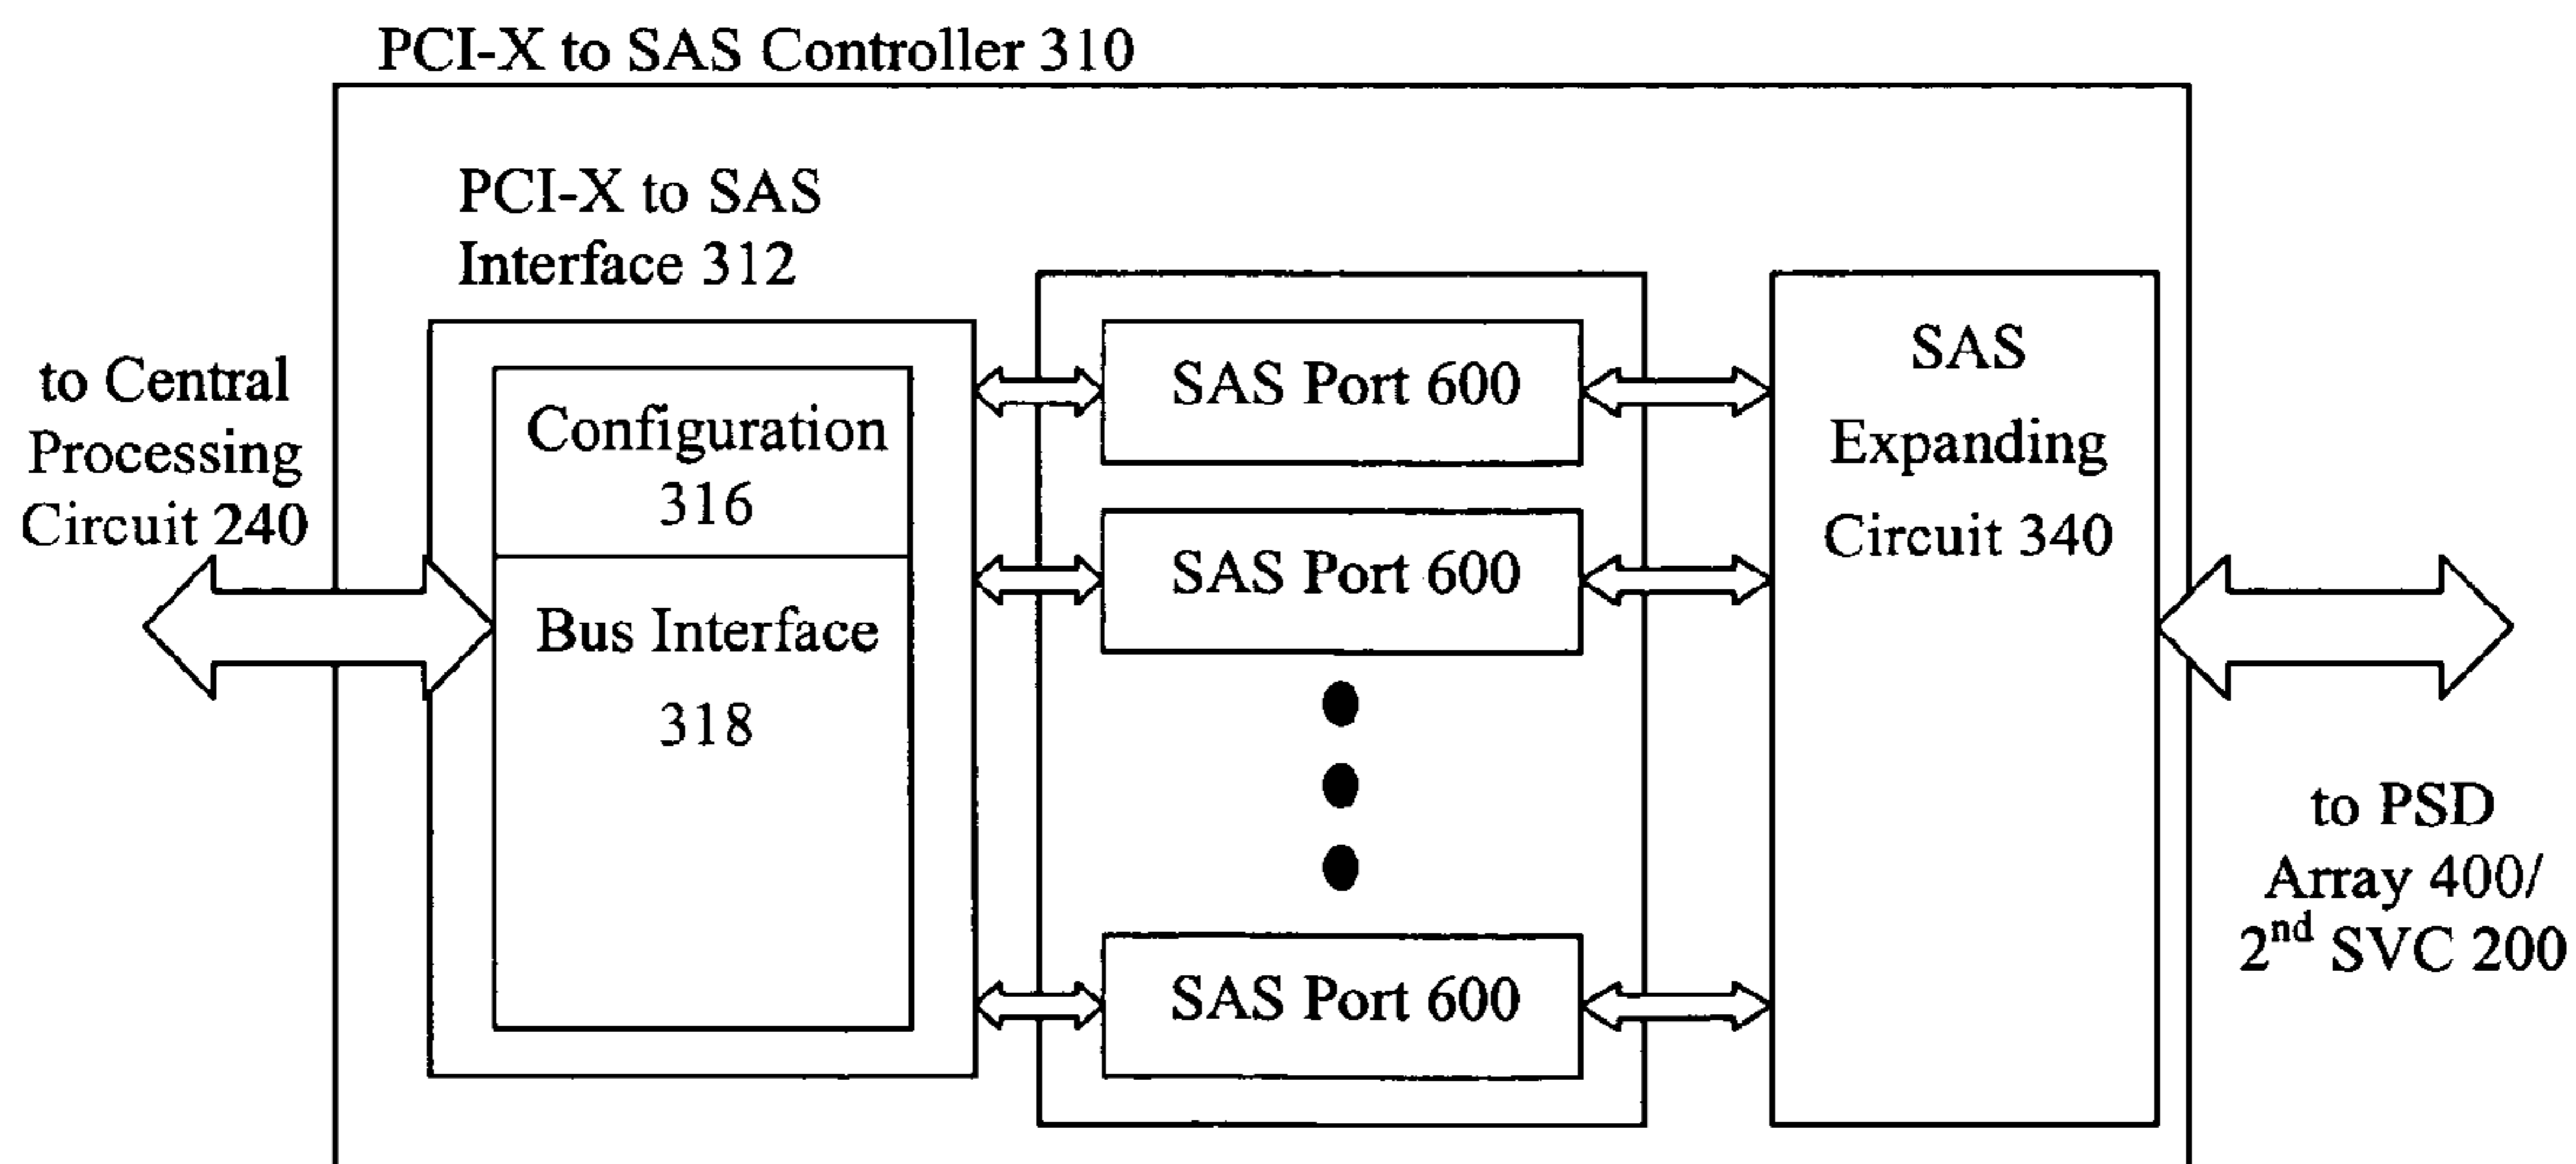 PCI-X to SAS Controller 310
PCI-X to SAS
Interface 312
to Central
Processing
Circuit 240
Configuration
316
Bus Interface
318
SAS Port 600
SAS Port 600
SAS Port 600
SAS
Expanding
Circuit 340
to PSD
Array 400/
2nd SVC 200